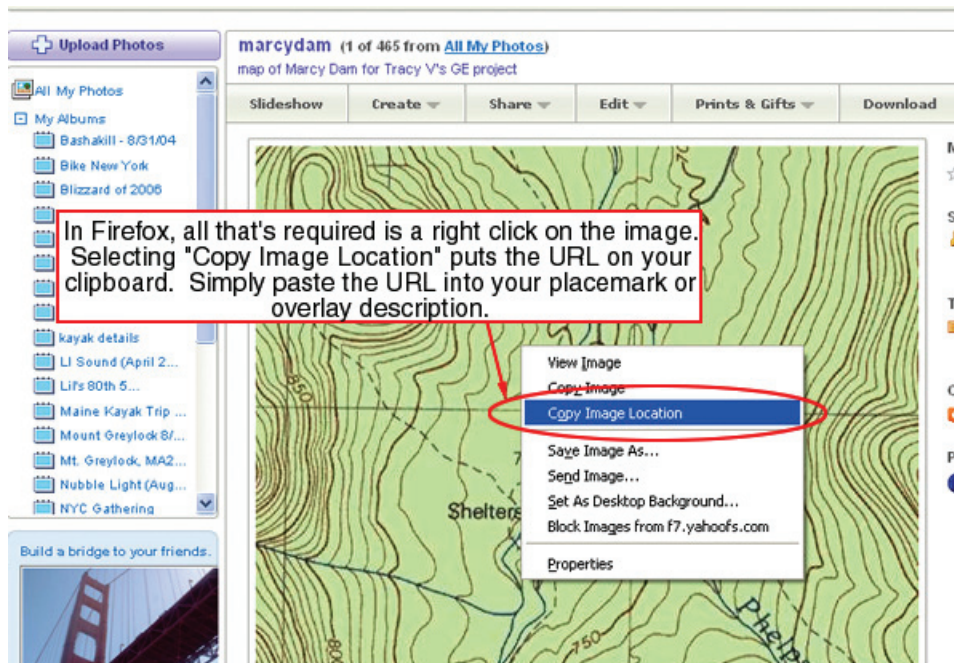 Upload Photos
marcydam (1 of 465 from All My Photos)
map of Marcy Dam for Tracy V's GE project
All My Photos
My Albums
Bashakill - 8/31/04
Bike New York
Blizzard of 2006
kayak details
LI Sound (April 2...
Lil's 80th 5...
Maine Kayak Trip ...
Mount Greylock 8/...
Mt. Greylock, MA2...
Nubble Light (Aug...
NYC Gathering
Build a bridge to your friends.
Slideshow Create Share Edit Prints & Gifts Download
In Firefox, all that's required is a right click on the image.
Selecting "Copy Image Location" puts the URL on your
clipboard. Simply paste the URL into your placemark or
overlay description.
View Image
Copy Image
Copy Image Location
Save Image As...
Send Image...
Set As Desktop Background...
Block Images from f7.yahoofs.com
Properties
850
Shelters
750
800
Phelp